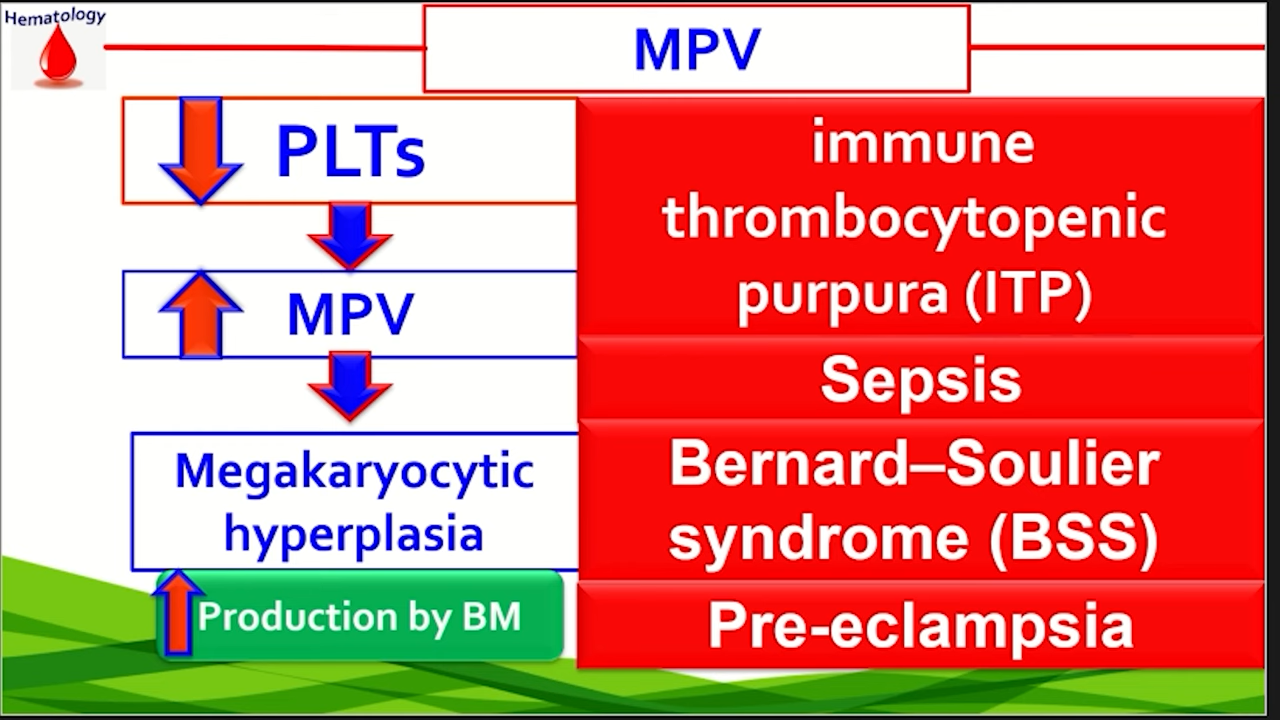 Hematology
MPV
PLTs
MPV
Megakaryocytic
hyperplasia
Production by BM
immune
thrombocytopenic
purpura (ITP)
Sepsis
Bernard–Soulier
syndrome (BSS)
Pre-eclampsia